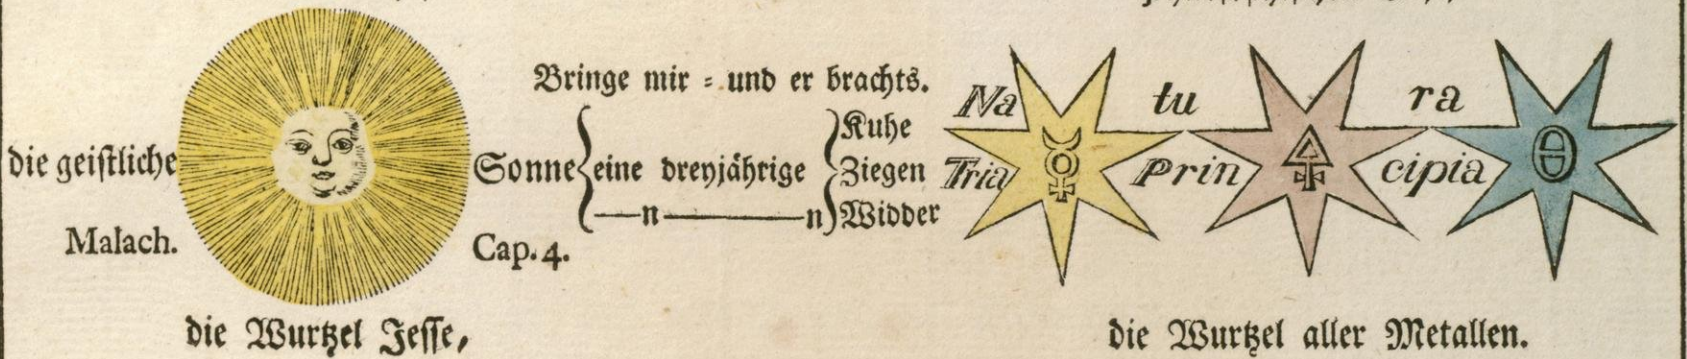 Bringe mir = und er brachts.
die geistliche Sonne eine dreyjährige Kuhe
Ziegen
n n Widder
Malach. Cap. 4.
Na tu ra
Tria Prin cipia
die Wurtzel Jesse,
die Wurtzel aller Metallen.